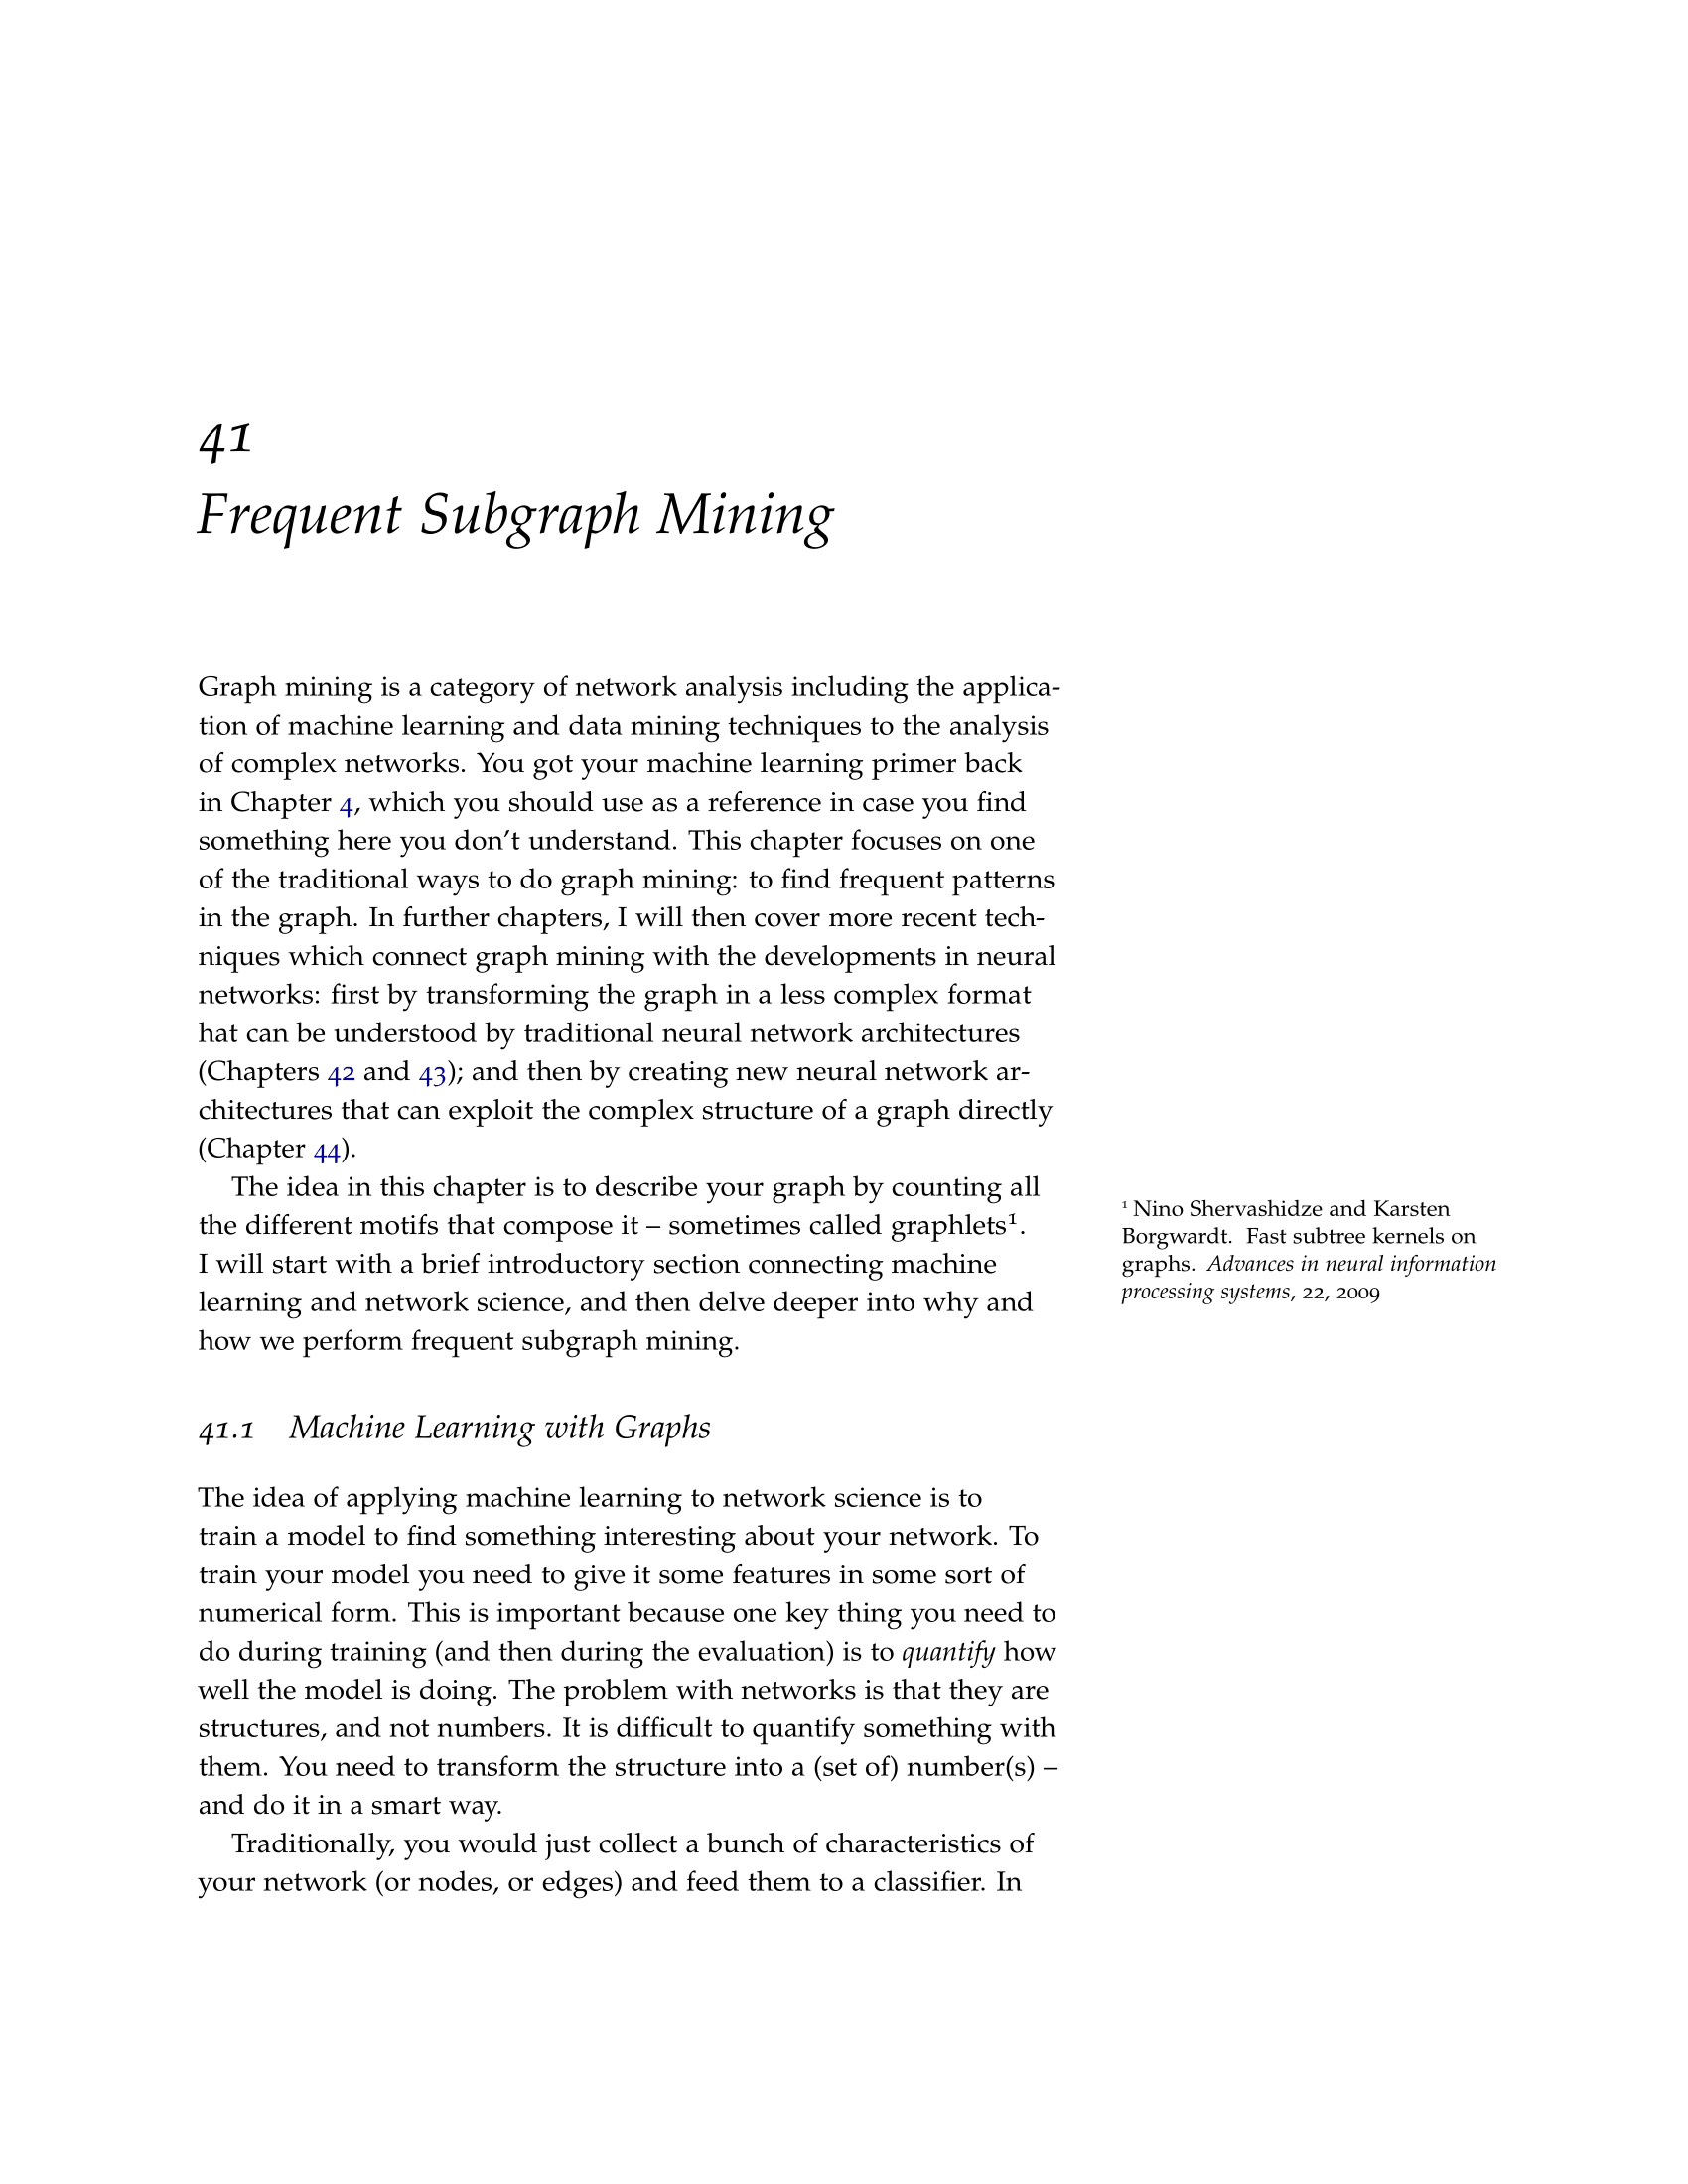 41
Frequent Subgraph Mining
Graph mining is a category of network analysis including the applica-
tion of machine learning and data mining techniques to the analysis
of complex networks. You got your machine learning primer back
in Chapter 4, which you should use as a reference in case you find
something here you don't understand. This chapter focuses on one
of the traditional ways to do graph mining: to find frequent patterns
in the graph. In further chapters, I will then cover more recent tech-
niques which connect graph mining with the developments in neural
networks: first by transforming the graph in a less complex format
hat can be understood by traditional neural network architectures
(Chapters 42 and 43); and then by creating new neural network ar-
chitectures that can exploit the complex structure of a graph directly
(Chapter 44).
The idea in this chapter is to describe your graph by counting all
the different motifs that compose it – sometimes called graphlets¹.
I will start with a brief introductory section connecting machine
learning and network science, and then delve deeper into why and
how we perform frequent subgraph mining.
¹ Nino Shervashidze and Karsten
Borgwardt. Fast subtree kernels on
graphs. Advances in neural information
processing systems, 22, 2009
41.1 Machine Learning with Graphs
The idea of applying machine learning to network science is to
train a model to find something interesting about your network. To
train your model you need to give it some features in some sort of
numerical form. This is important because one key thing you need to
do during training (and then during the evaluation) is to quantify how
well the model is doing. The problem with networks is that they are
structures, and not numbers. It is difficult to quantify something with
them. You need to transform the structure into a (set of) number(s) –
and do it in a smart way.
Traditionally, you would just collect a bunch of characteristics of
your network (or nodes, or edges) and feed them to a classifier. In